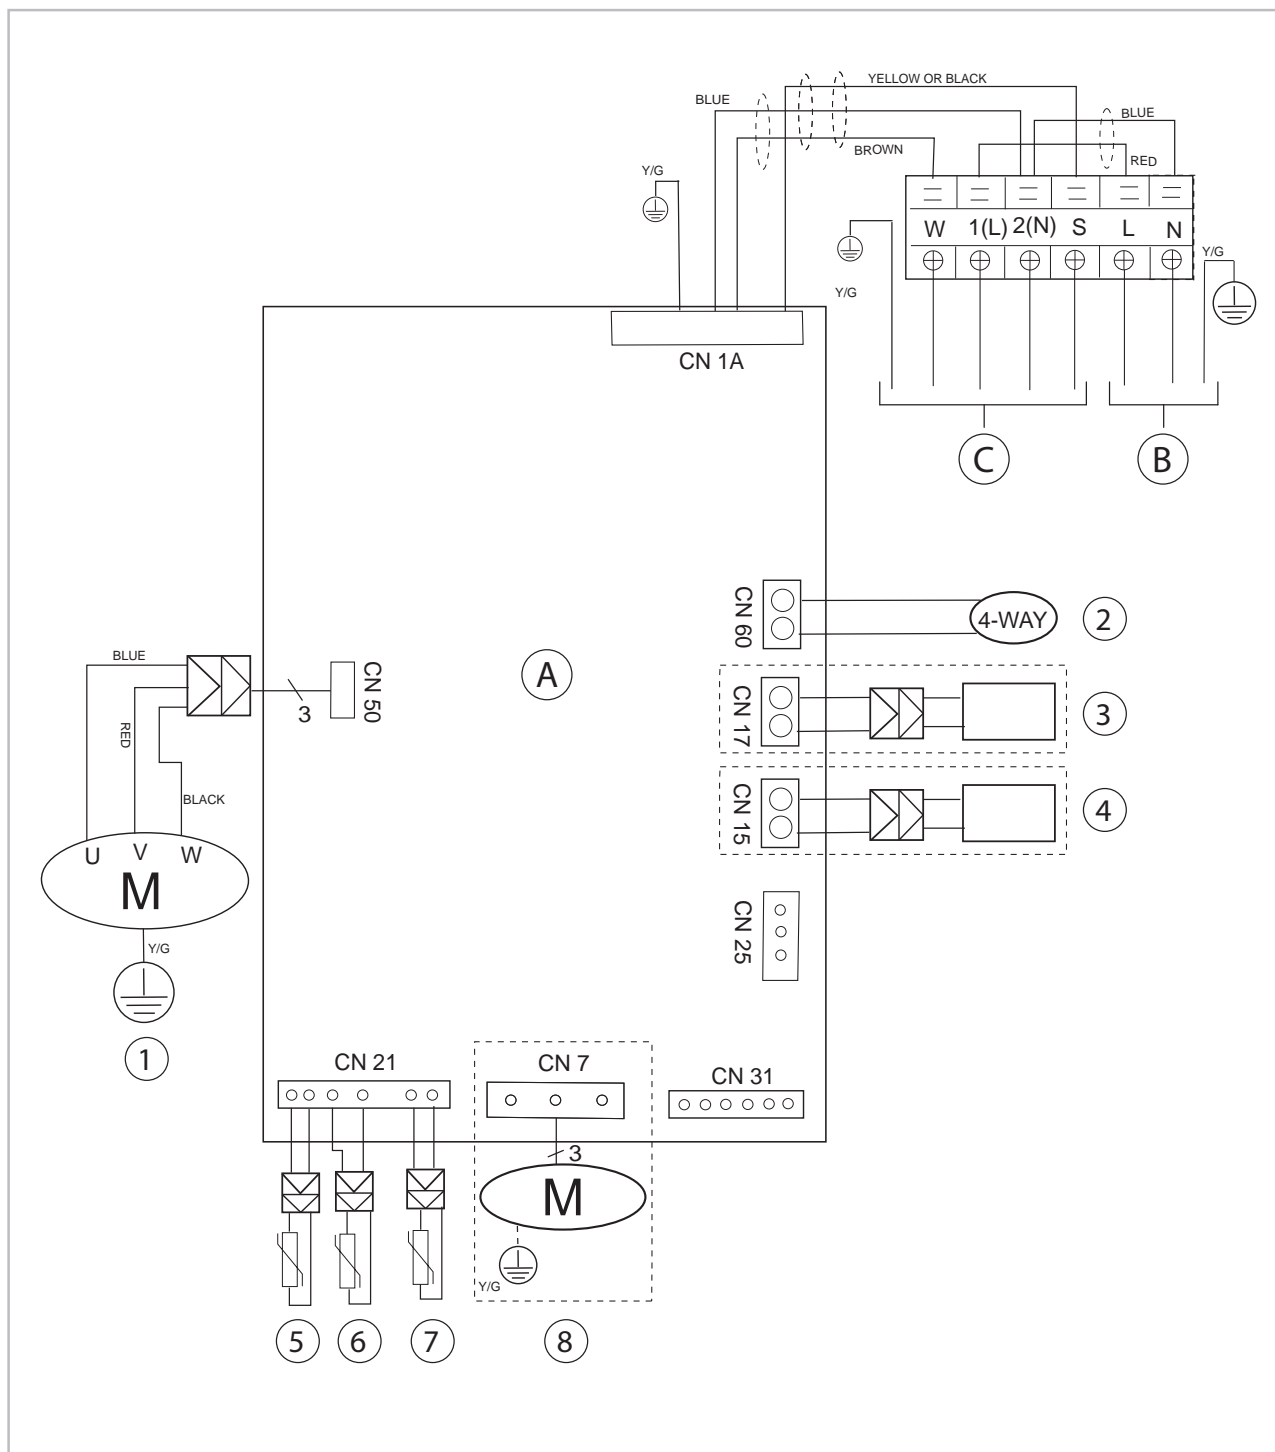 YELLOW OR BLACK
BLUE
BLUE
BROWN
RED
Y/G
W 1(L) 2(N) S L N
Y/G
Y/G
CN 1A
C
B
CN 60
4-WAY
2
A
CN 17
3
CN 15
4
CN 25
BLUE
RED
BLACK
3
CN 50
U V W
M
Y/G
1
CN 21
CN 7
CN 31
3
M
Y/G
5
6
7
8